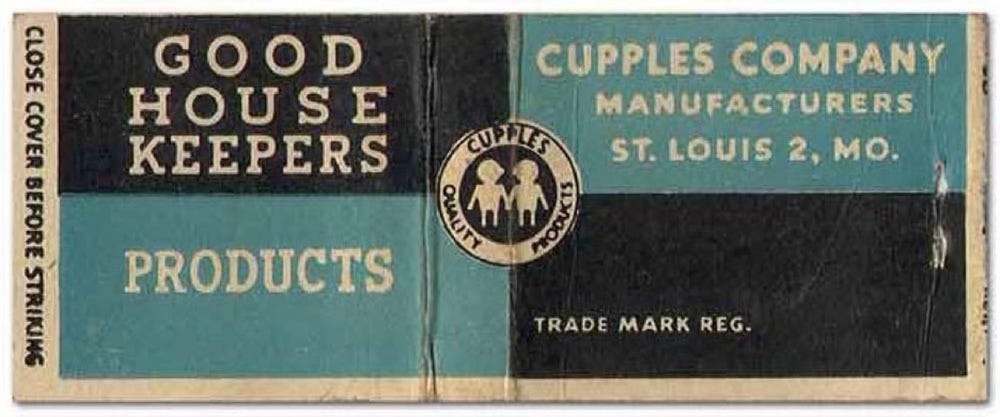 CLOSE COVER BEFORE STRIKING
GOOD
HOUSE
KEEPERS
PRODUCTS
CUPPLES
QUALITY PRODUCTS
CUPPLES COMPANY
MANUFACTURERS
ST. LOUIS 2, MO.
TRADE MARK REG.